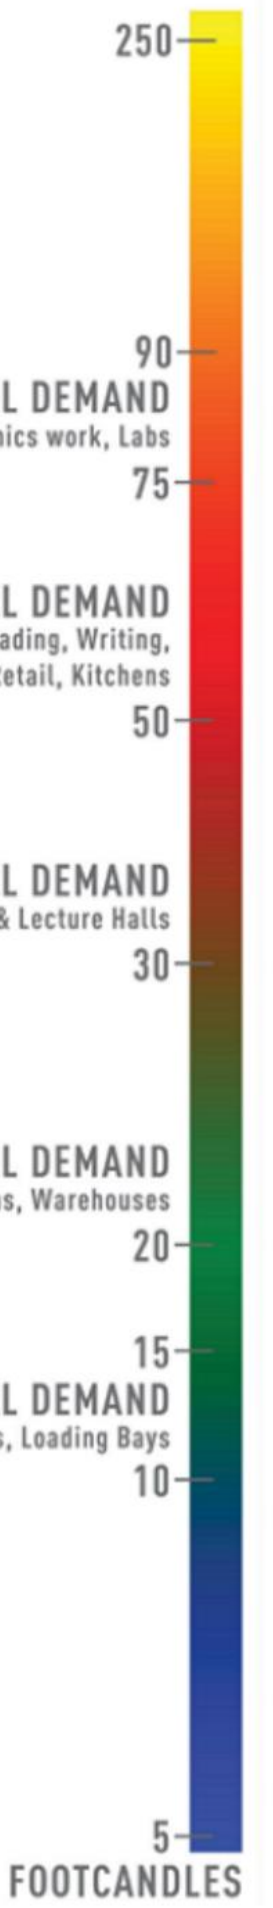 250
90
L DEMAND
nics work, Labs
75
L DEMAND
ading, Writing,
etail, Kitchens
50
L DEMAND
& Lecture Halls
30
L DEMAND
s, Warehouses
20
15
L DEMAND
s, Loading Bays
10
5
FOOTCANDLES